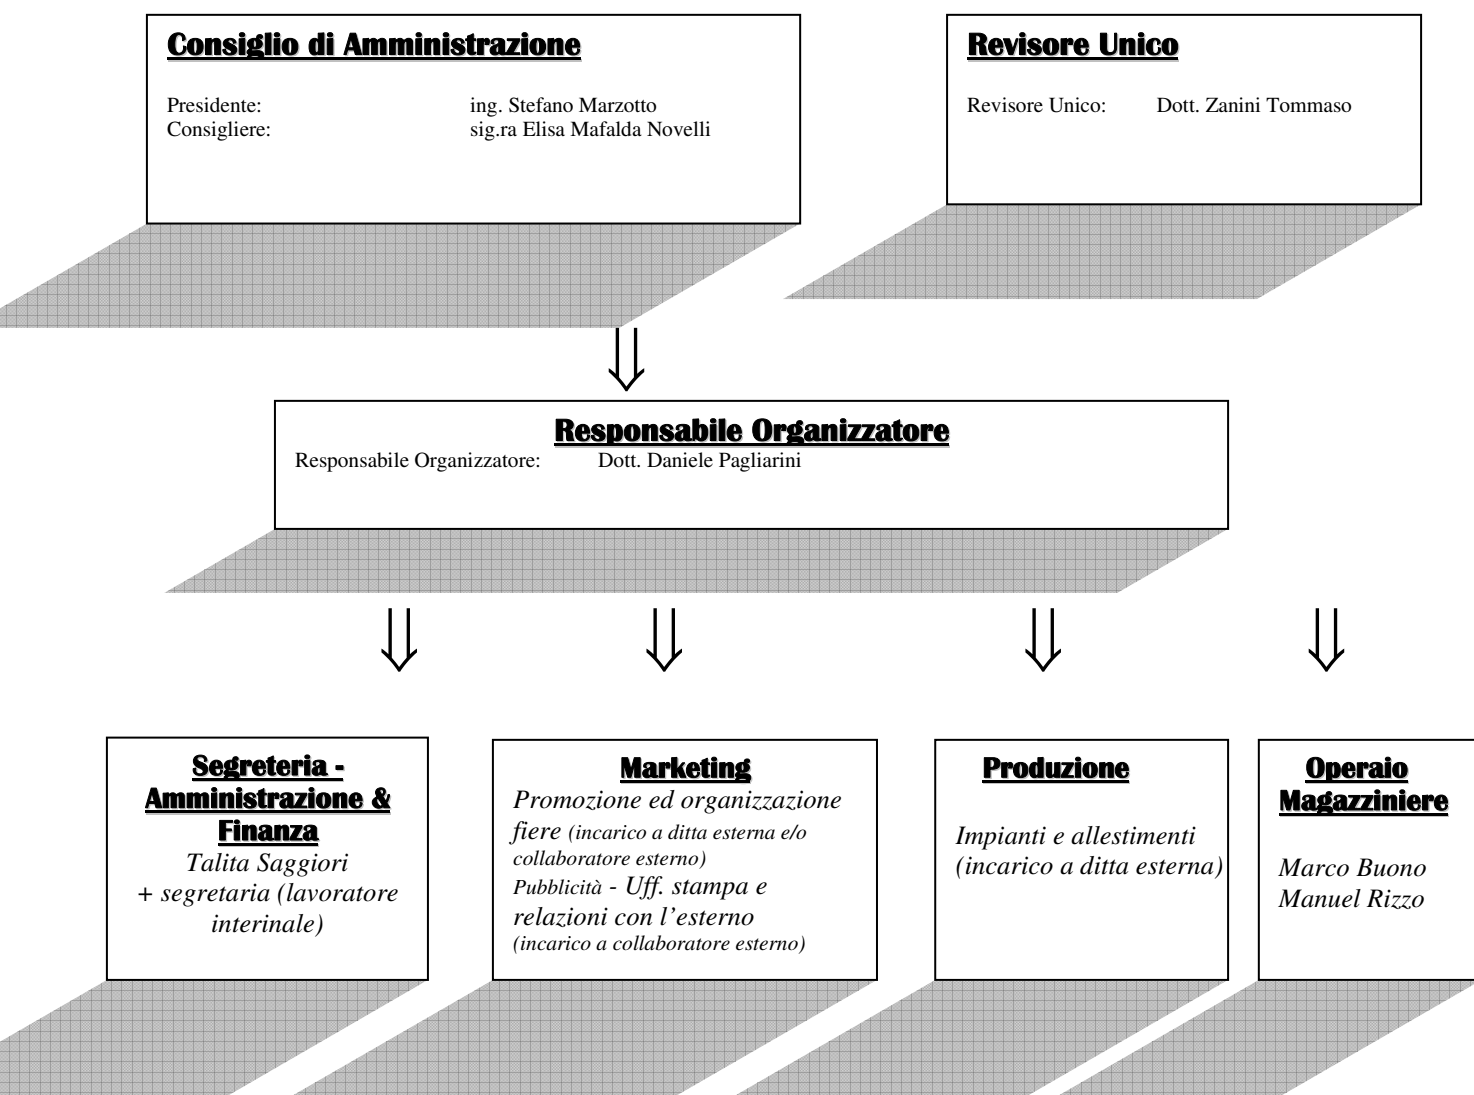 Consiglio di Amministrazione
Presidente: ing. Stefano Marzotto
Consigliere: sig.ra Elisa Mafalda Novelli
Revisore Unico
Revisore Unico: Dott. Zanini Tommaso
Responsabile Organizzatore
Responsabile Organizzatore: Dott. Daniele Pagliarini
Segreteria -
Amministrazione &
Finanza
Talita Saggiori
+ segretaria (lavoratore
interinale)
Marketing
Promozione ed organizzazione
fiere (incarico a ditta esterna e/o
collaboratore esterno)
Pubblicità - Uff. stampa e
relazioni con l’esterno
(incarico a collaboratore esterno)
Produzione
Impianti e allestimenti
(incarico a ditta esterna)
Operaio
Magazziniere
Marco Buono
Manuel Rizzo